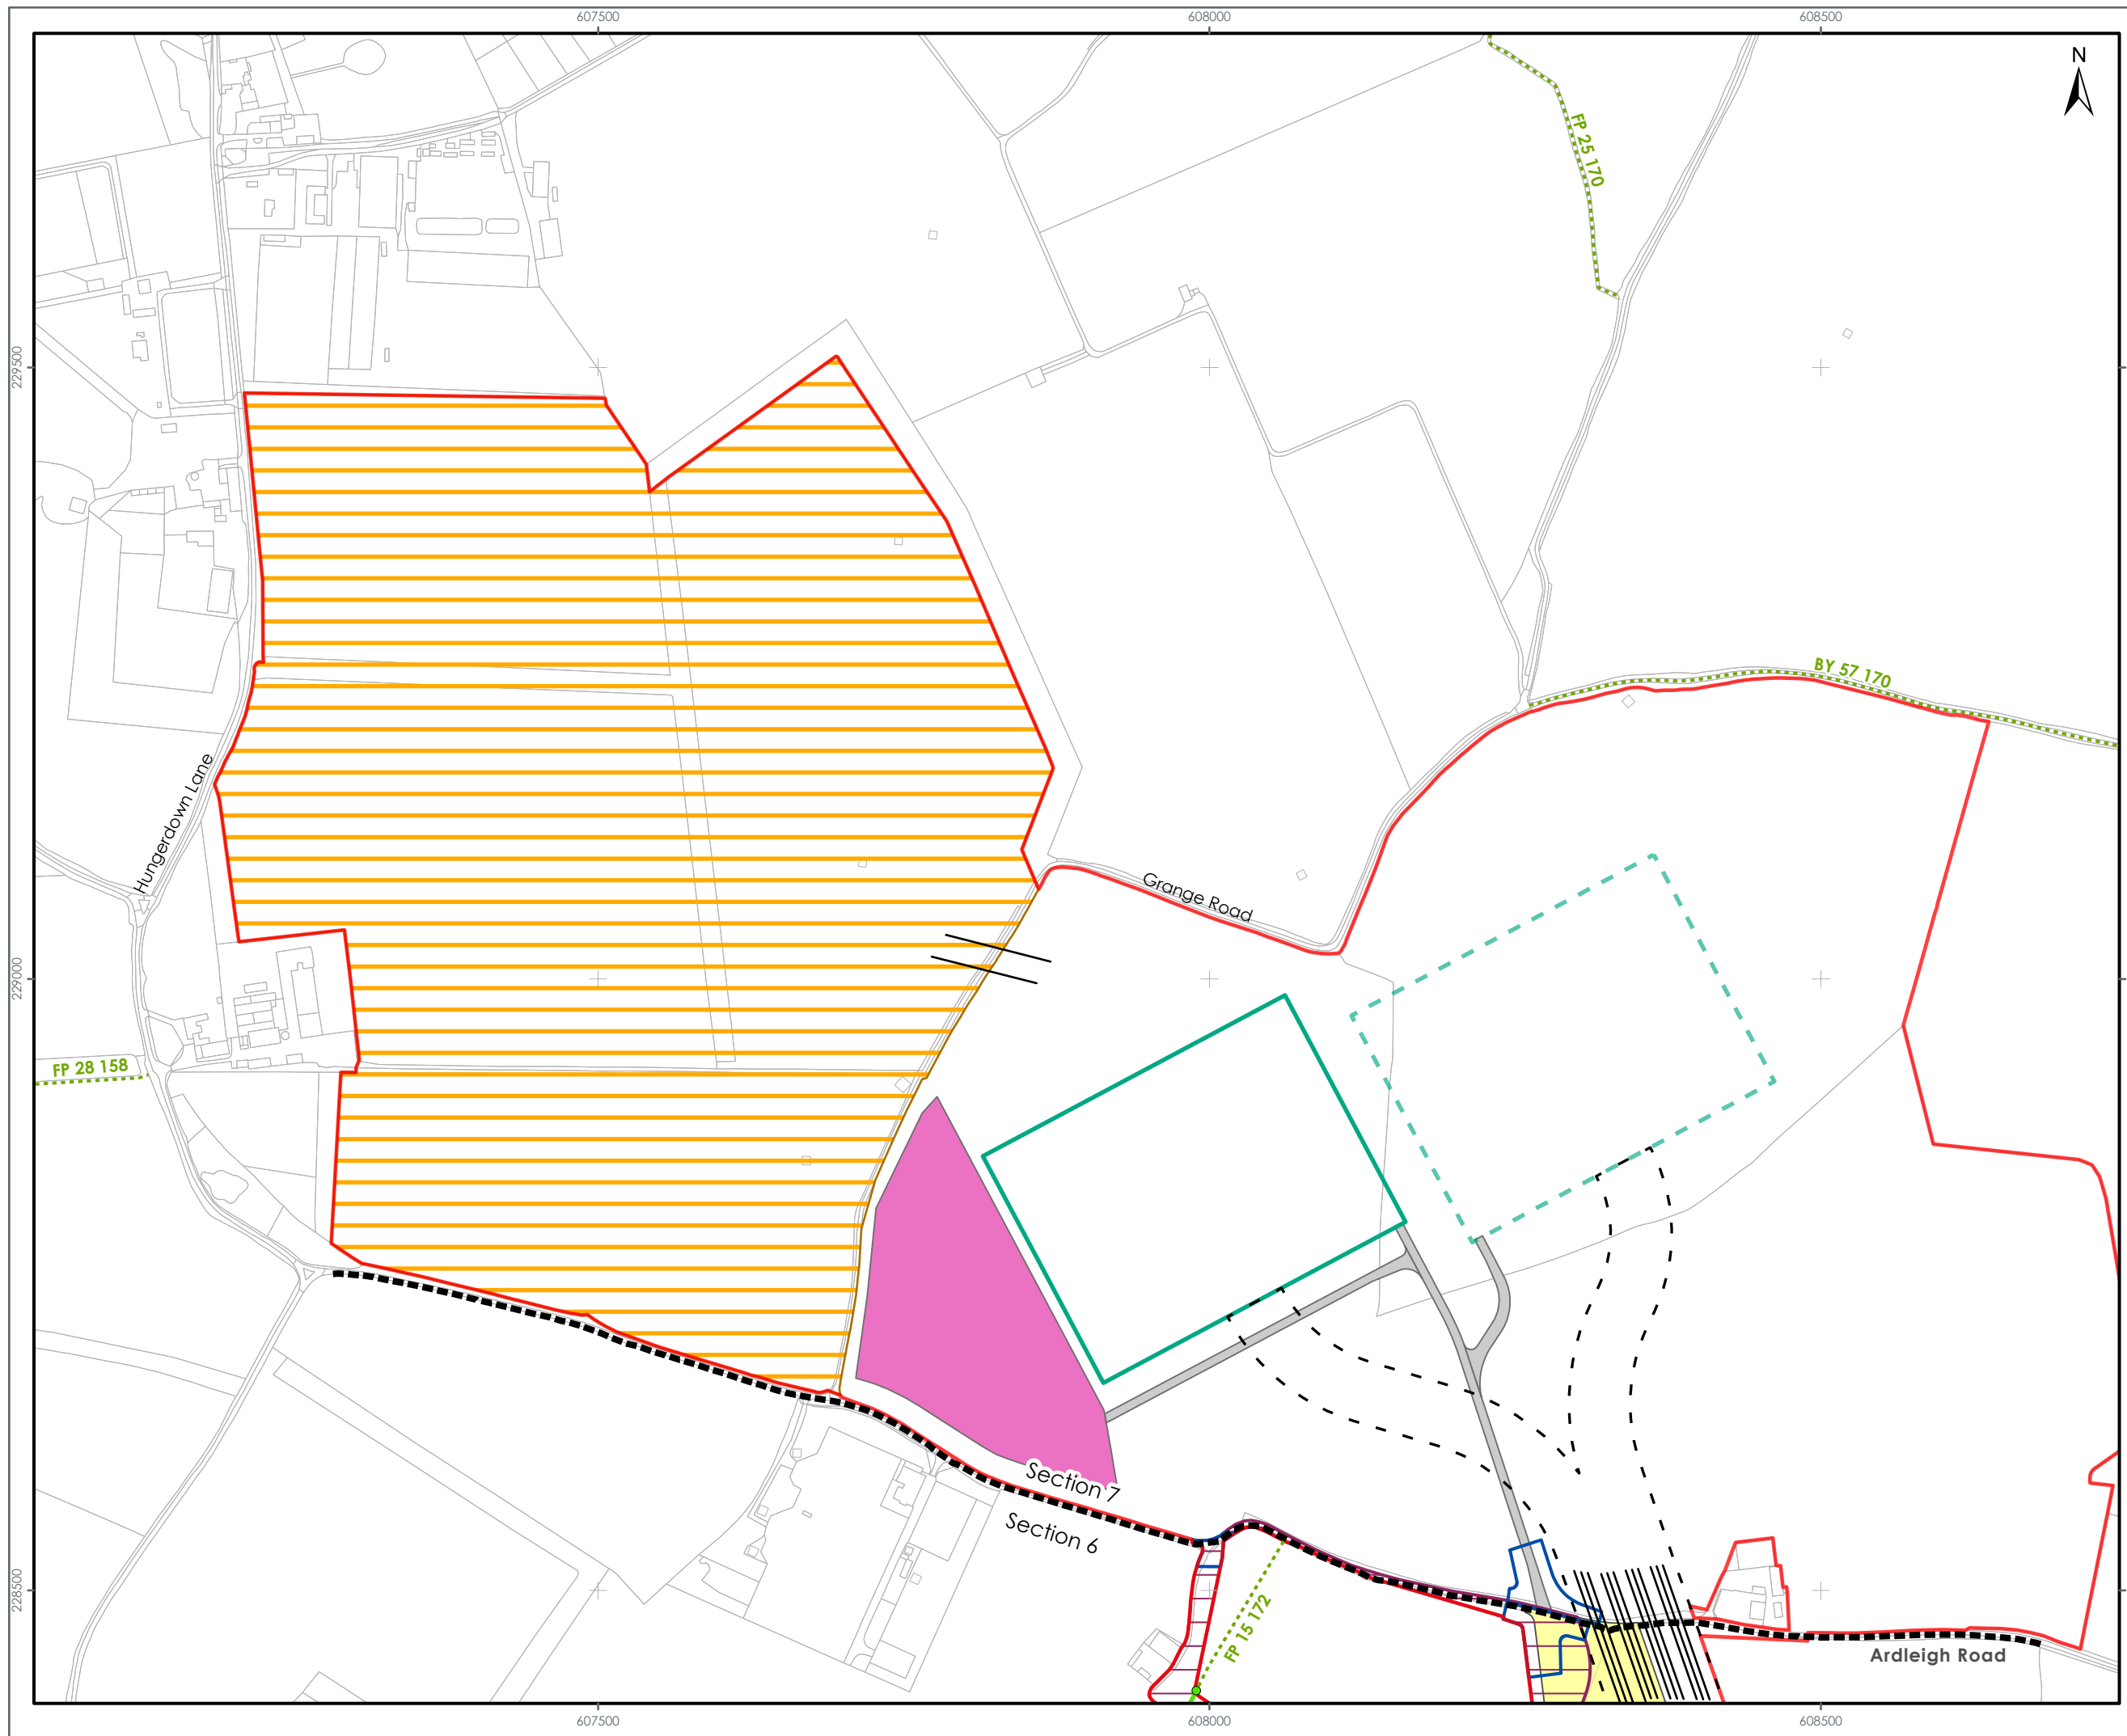 607500
608000
608500
N
FP 25 170
229500
BY 57 170
Hungerdown Lane
Grange Road
229000
FP 28 158
Section 7
Section 6
228500
FP 15 172
Ardleigh Road
607500
608000
608500